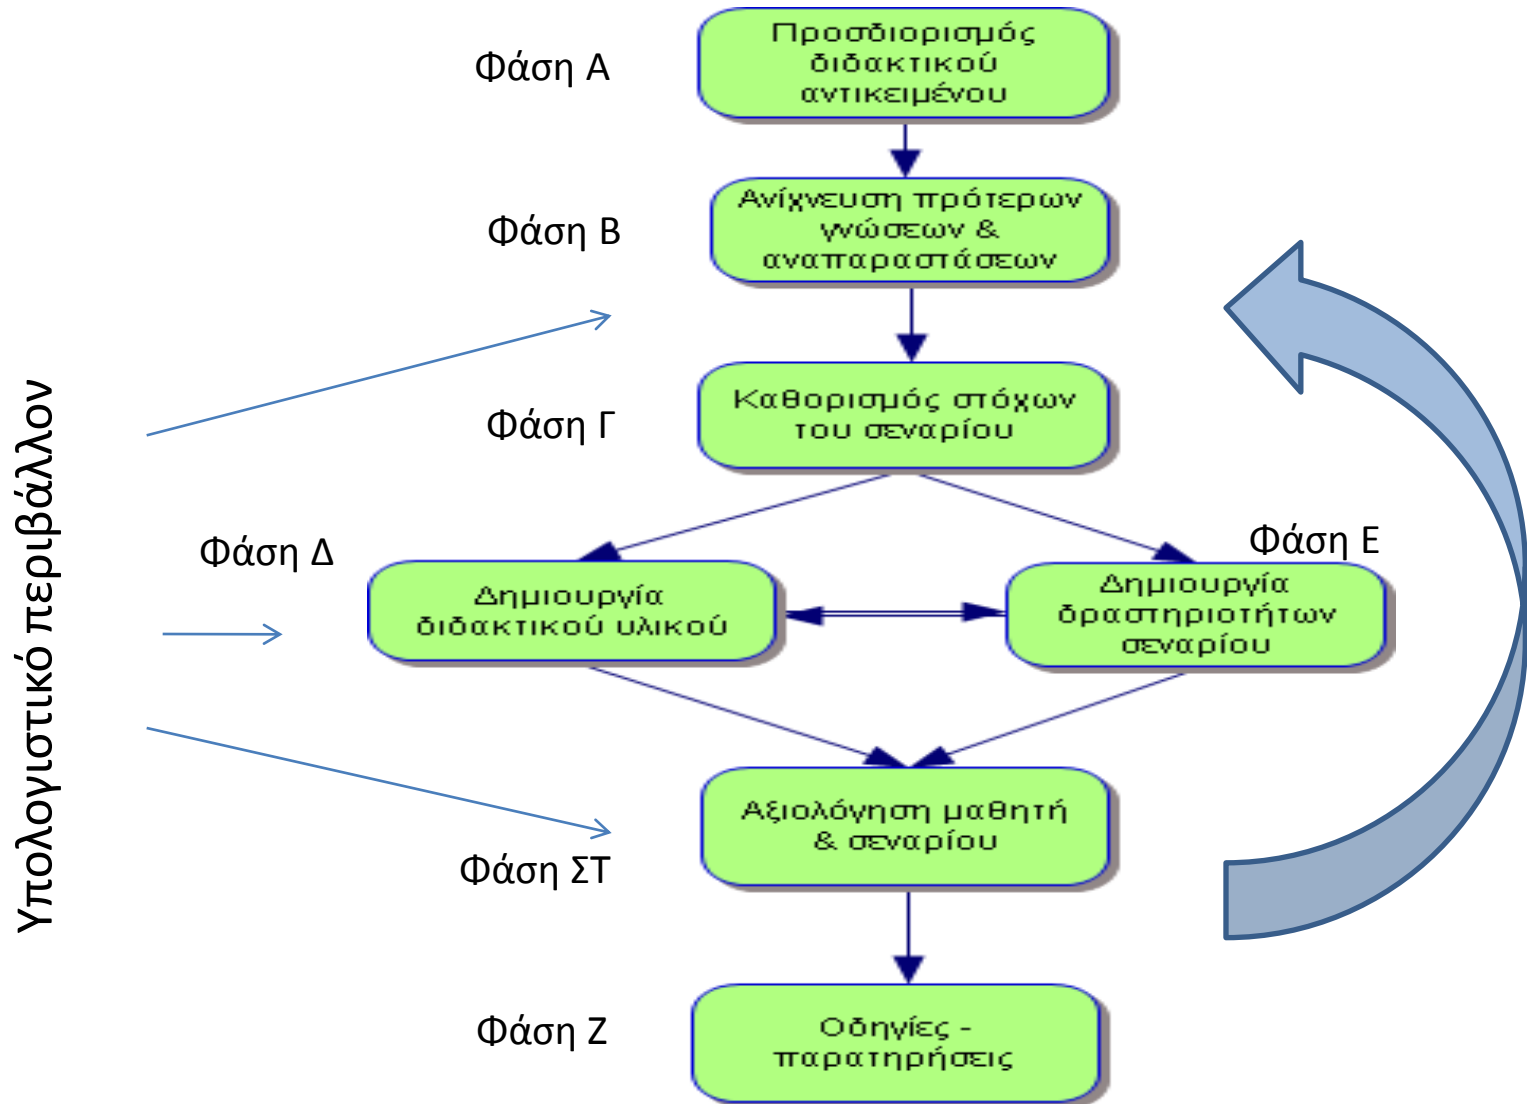 Φάση Α
Προσδιορισμός
διδακτικού
αντικειμένου
Φάση Β
Ανίχνευση πρότερων
γνώσεων &
αναπαραστάσεων
Φάση Γ
Καθορισμός στόχων
του σεναρίου
Υπολογιστικό περιβάλλον
Φάση Δ
Δημιουργία
διδακτικού υλικού
Φάση Ε
Δημιουργία
δραστηριοτήτων
σεναρίου
Φάση ΣΤ
Αξιολόγηση μαθητή
& σεναρίου
Φάση Ζ
Οδηγίες -
παρατηρήσεις